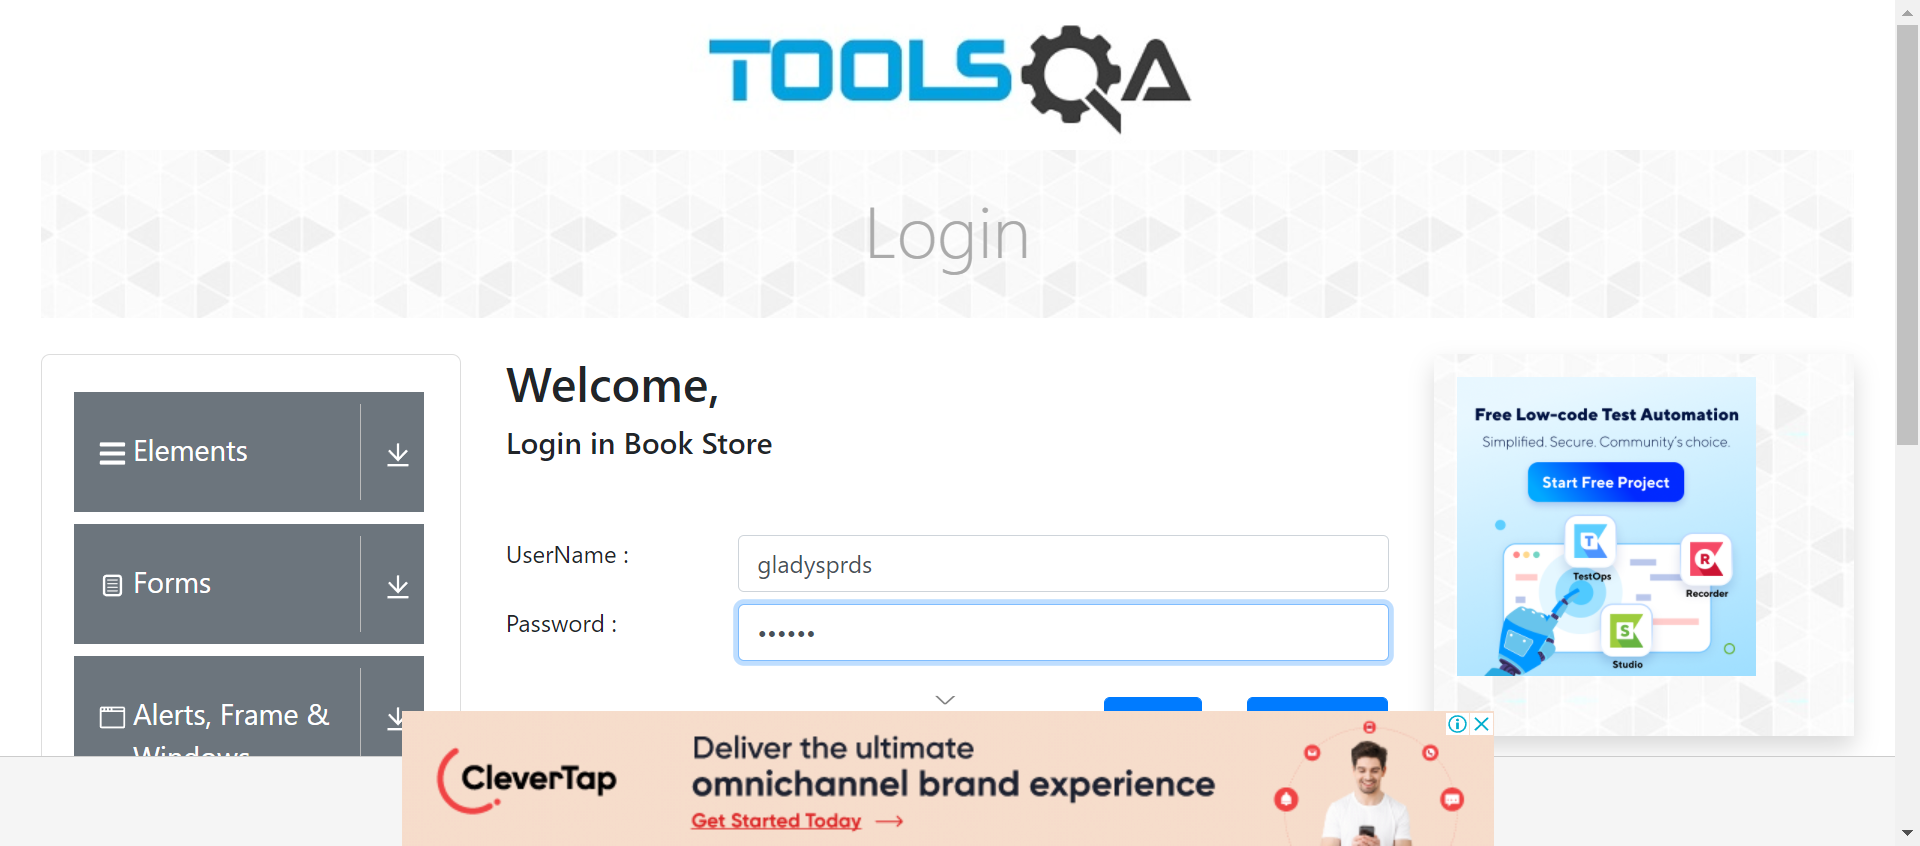 TOOLSQA
Login
Elements
Forms
Alerts, Frame &
Windows
Welcome,
Login in Book Store
UserName :
gladysprds
Password :
••••••
Free Low-code Test Automation
Simplified. Secure. Community's choice.
Start Free Project
TestOps
Recorder
Studio
CleverTap
Deliver the ultimate
omnichannel brand experience
Get Started Today